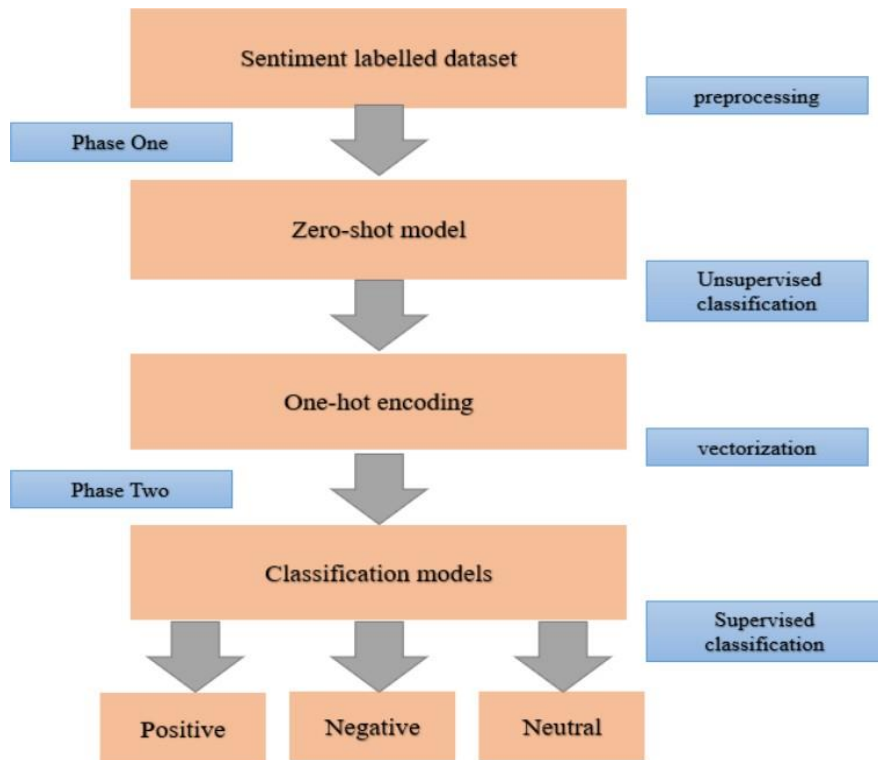 Sentiment labelled dataset
preprocessing
Phase One
Zero-shot model
Unsupervised
classification
One-hot encoding
vectorization
Phase Two
Classification models
Supervised
classification
Positive
Negative
Neutral